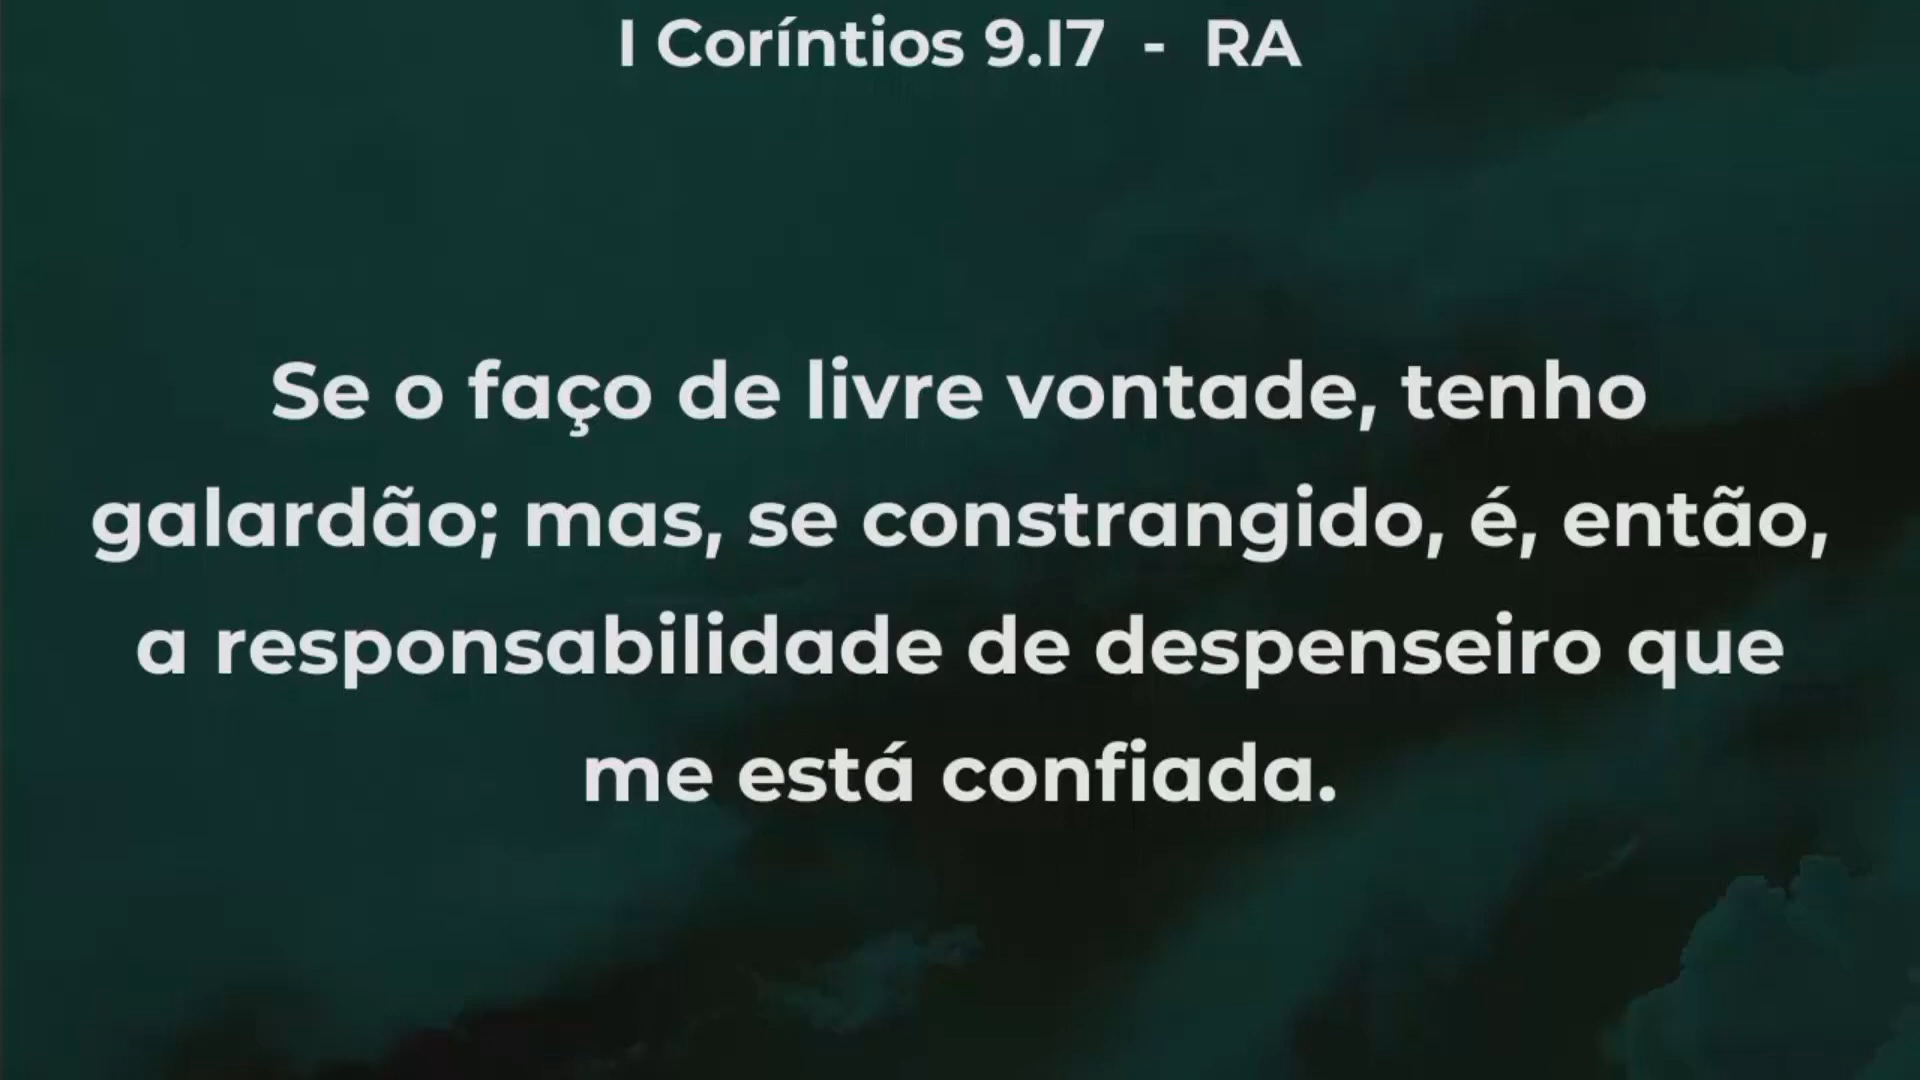 I Coríntios 9.I7 - RA
Se o faço de livre vontade, tenho
galardão; mas, se constrangido, é, então,
a responsabilidade de despenseiro que
me está confiada.